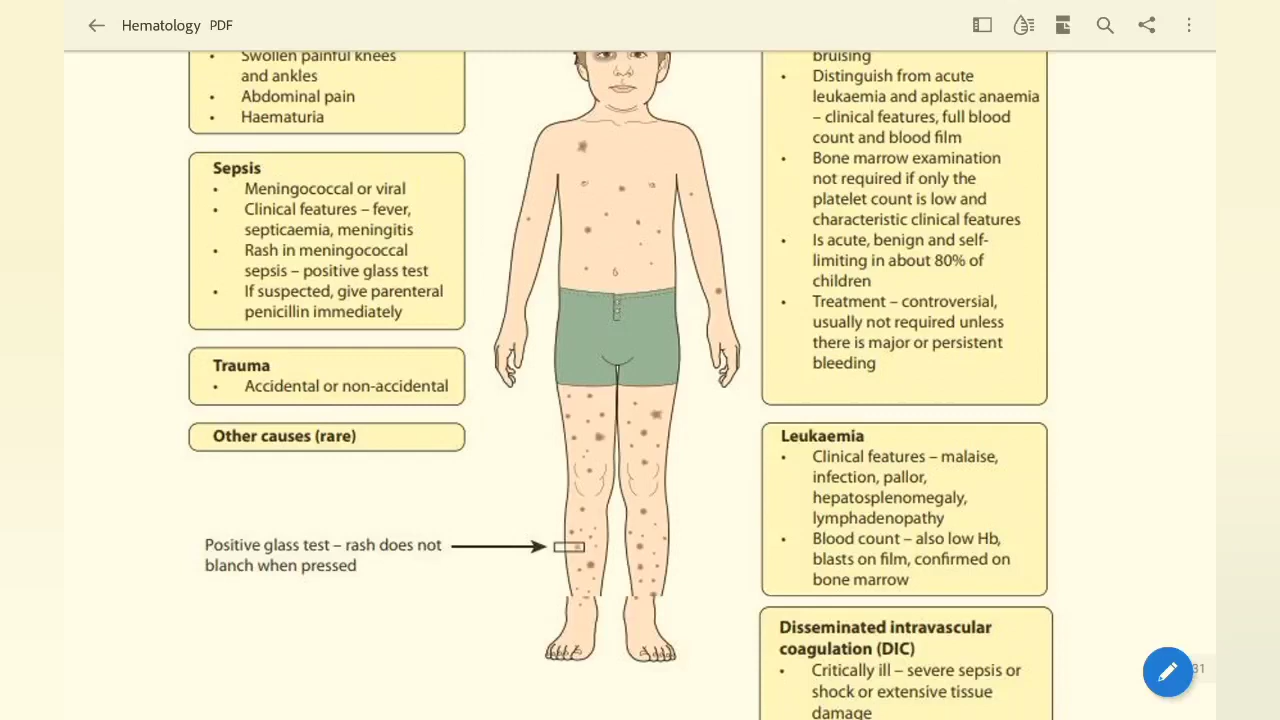 Hematology PDF
Swollen painful knees
and ankles
• Abdominal pain
• Haematuria
Sepsis
• Meningococcal or viral
• Clinical features – fever,
septicaemia, meningitis
• Rash in meningococcal
sepsis – positive glass test
• If suspected, give parenteral
penicillin immediately
Trauma
• Accidental or non-accidental
Other causes (rare)
Positive glass test – rash does not
blanch when pressed
bruising
• Distinguish from acute
leukaemia and aplastic anaemia
– clinical features, full blood
count and blood film
• Bone marrow examination
not required if only the
platelet count is low and
characteristic clinical features
• Is acute, benign and self-
limiting in about 80% of
children
• Treatment – controversial,
usually not required unless
there is major or persistent
bleeding
Leukaemia
• Clinical features – malaise,
infection, pallor,
hepatosplenomegaly,
lymphadenopathy
• Blood count – also low Hb,
blasts on film, confirmed on
bone marrow
Disseminated intravascular
coagulation (DIC)
• Critically ill – severe sepsis or
shock or extensive tissue
damage
31